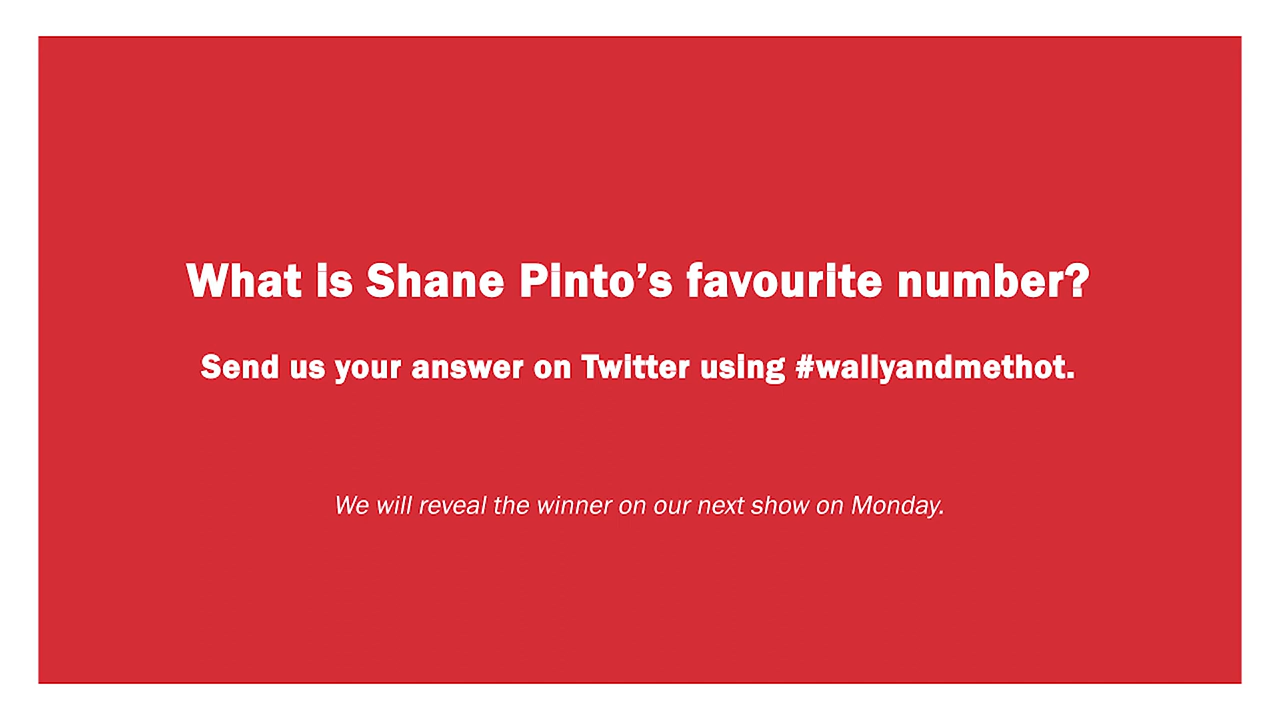 What is Shane Pinto’s favourite number?
Send us your answer on Twitter using #wallyandmethot.
We will reveal the winner on our next show on Monday.